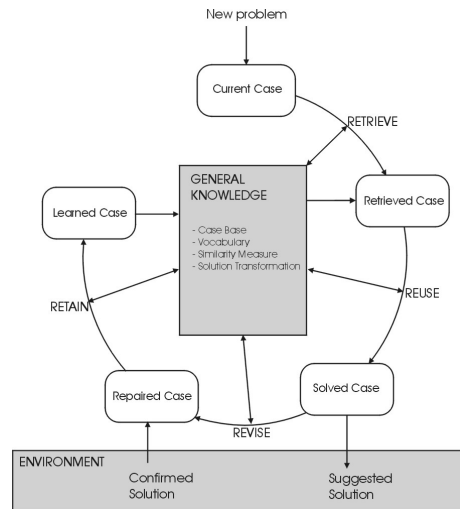 New problem
Current Case
RETRIEVE
GENERAL
KNOWLEDGE
- Case Base
- Vocabulary
- Similarity Measure
- Solution Transformation
Learned Case
Retrieved Case
RETAIN
REUSE
Repaired Case
Solved Case
REVISE
ENVIRONMENT
Confirmed
Solution
Suggested
Solution